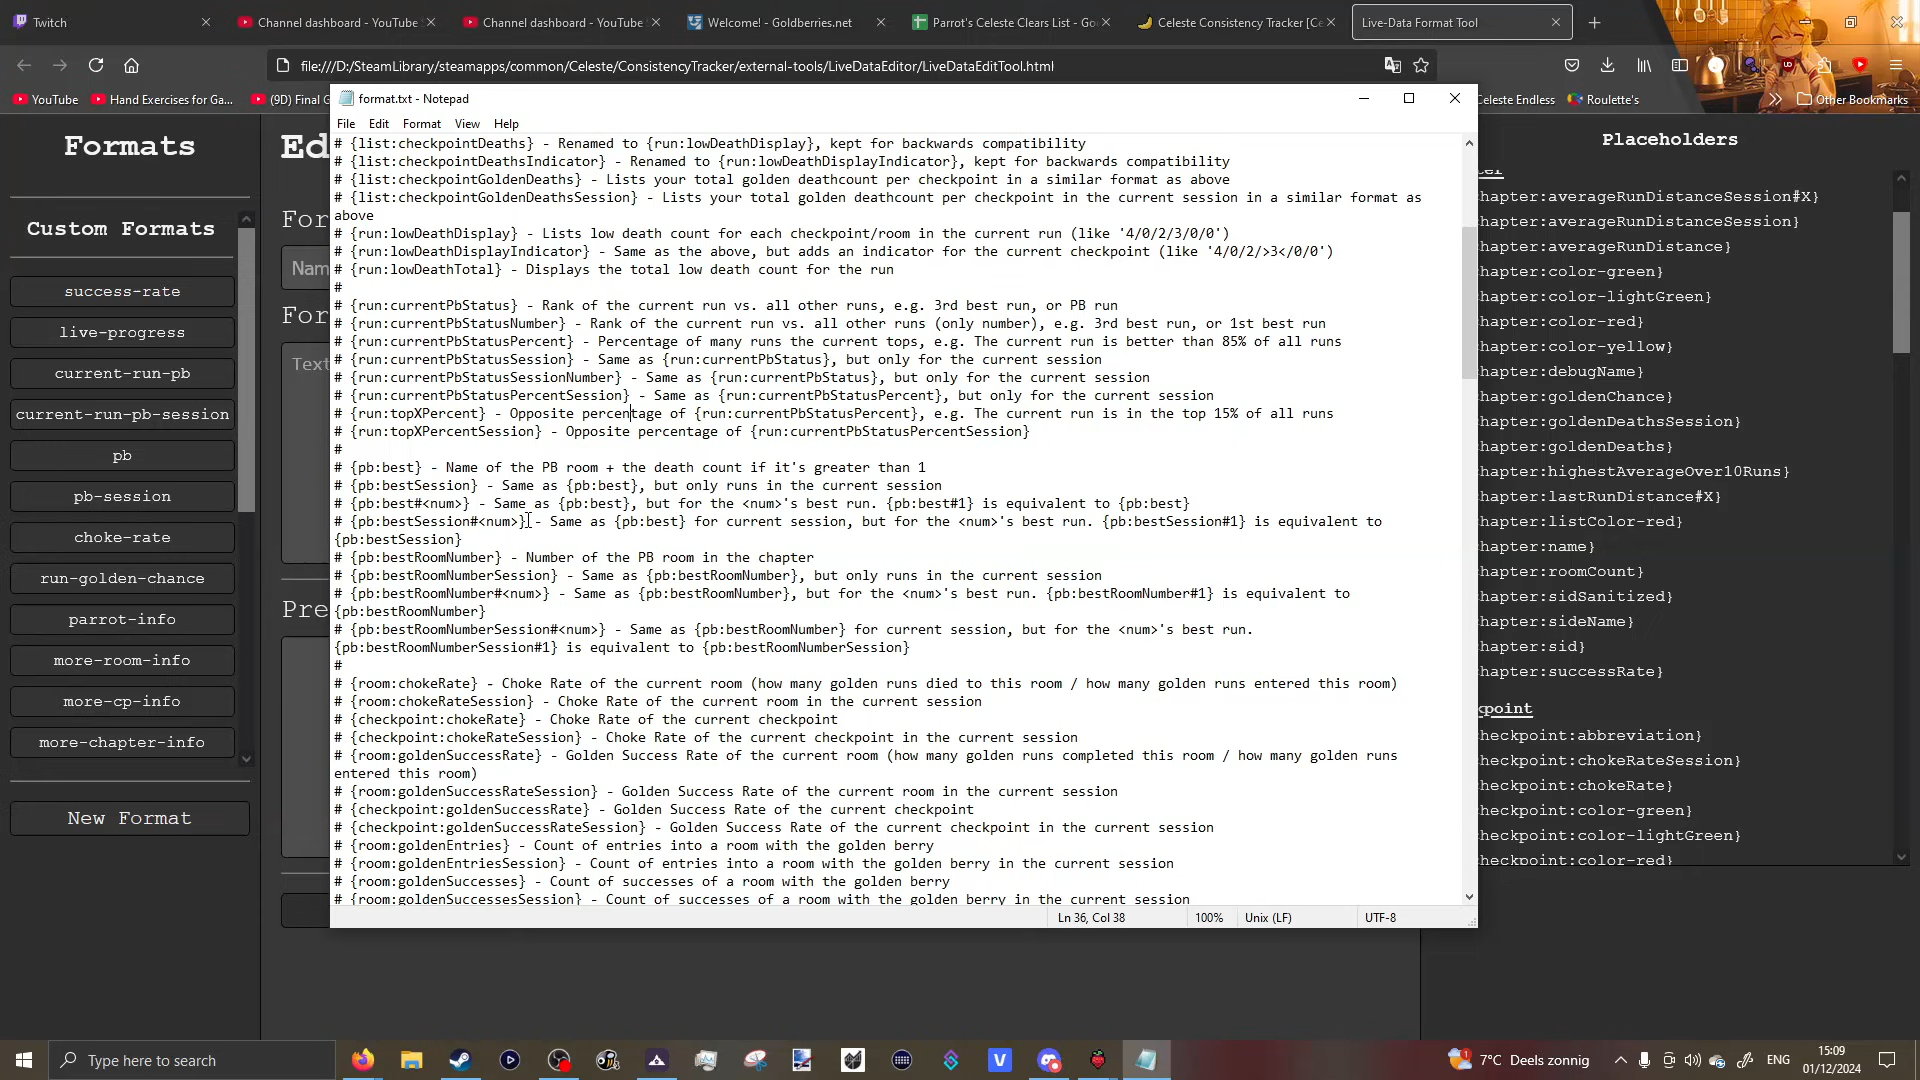 Twitch
Channel dashboard - YouTube
Channel dashboard - YouTube
Welcome! - Goldberries.net
Parrot's Celeste Clears List - Go
Celeste Consistency Tracker [Ce
Live-Data Format Tool
file:///D:/SteamLibrary/steamapps/common/Celeste/ConsistencyTracker/external-tools/LiveDataEditor/LiveDataEditTool.html
YouTube
Hand Exercises for Ga...
(9D) Final G
Celeste Endless
Roulette's
Other Bookmarks
format.txt - Notepad
File Edit Format View Help
# {list:checkpointDeaths} - Renamed to {run:lowDeathDisplay}, kept for backwards compatibility
# {list:checkpointDeathsIndicator} - Renamed to {run:lowDeathDisplayIndicator}, kept for backwards compatibility
# {list:checkpointGoldenDeaths} - Lists your total golden deathcount per checkpoint in a similar format as above
# {list:checkpointGoldenDeathsSession} - Lists your total golden deathcount per checkpoint in the current session in a similar format as
above
# {run:lowDeathDisplay} - Lists low death count for each checkpoint/room in the current run (like '4/0/2/3/0/0')
# {run:lowDeathDisplayIndicator} - Same as the above, but adds an indicator for the current checkpoint (like '4/0/2/>3</0/0')
# {run:lowDeathTotal} - Displays the total low death count for the run
#
# {run:currentPbStatus} - Rank of the current run vs. all other runs, e.g. 3rd best run, or PB run
# {run:currentPbStatusNumber} - Rank of the current run vs. all other runs (only number), e.g. 3rd best run, or 1st best run
# {run:currentPbStatusPercent} - Percentage of many runs the current tops, e.g. The current run is better than 85% of all runs
# {run:currentPbStatusSession} - Same as {run:currentPbStatus}, but only for the current session
# {run:currentPbStatusSessionNumber} - Same as {run:currentPbStatus}, but only for the current session
# {run:currentPbStatusPercentSession} - Same as {run:currentPbStatus}, but only for the current session
# {run:topXPercent} - Opposite percentage of {run:currentPbStatusPercent}, e.g. The current run is in the top 15% of all runs
# {run:topXPercentSession} - Opposite percentage of {run:currentPbStatusPercentSession}
#
# {pb:best} - Name of the PB room + the death count if it's greater than 1
# {pb:bestSession} - Same as {pb:best}, but only runs in the current session
# {pb:best#<num>} - Same as {pb:best}, but for the <num>'s best run. {pb:best#1} is equivalent to {pb:best}
# {pb:bestSession#<num>} - Same as {pb:best} for current session, but for the <num>'s best run. {pb:bestSession#1} is equivalent to
{pb:bestSession}
# {pb:bestRoomNumber} - Number of the PB room in the chapter
# {pb:bestRoomNumberSession} - Same as {pb:bestRoomNumber}, but only runs in the current session
# {pb:bestRoomNumber#<num>} - Same as {pb:bestRoomNumber}, but for the <num>'s best run. {pb:bestRoomNumber#1} is equivalent to
{pb:bestRoomNumber}
# {pb:bestRoomNumberSession#<num>} - Same as {pb:bestRoomNumber} for current session, but for the <num>'s best run.
{pb:bestRoomNumberSession#1} is equivalent to {pb:bestRoomNumberSession}
#
# {room:chokeRate} - Choke Rate of the current room (how many golden runs died to this room / how many golden runs entered this room)
# {room:chokeRateSession} - Choke Rate of the current room in the current session
# {checkpoint:chokeRate} - Choke Rate of the current checkpoint
# {checkpoint:chokeRateSession} - Choke Rate of the current checkpoint in the current session
# {room:goldenSuccessRate} - Golden Success Rate of the current room (how many golden runs completed this room / how many golden runs
entered this room)
# {room:goldenSuccessRateSession} - Golden Success Rate of the current room in the current session
# {checkpoint:goldenSuccessRate} - Golden Success Rate of the current checkpoint
# {checkpoint:goldenSuccessRateSession} - Golden Success Rate of the current checkpoint in the current session
# {room:goldenEntries} - Count of entries into a room with the golden berry
# {room:goldenEntriesSession} - Count of entries into a room with the golden berry in the current session
# {room:goldenSuccesses} - Count of successes of a room with the golden berry
# {room:goldenSuccessesSession} - Count of successes of a room with the golden berry in the current session
Ln 36, Col 38
100%
Unix (LF)
UTF-8
Formats
Custom Formats
success-rate
live-progress
current-run-pb
current-run-pb-session
pb
pb-session
choke-rate
run-golden-chance
parrot-info
more-room-info
more-cp-info
more-chapter-info
New Format
Ed
For
Nam
For
Text
Pre
Placeholders
ter
hapter:averageRunDistanceSession#X}
hapter:averageRunDistanceSession}
hapter:averageRunDistance}
hapter:color-green}
hapter:color-lightGreen}
hapter:color-red}
hapter:color-yellow}
hapter:debugName}
hapter:goldenChance}
hapter:goldenDeathsSession}
hapter:goldenDeaths}
hapter:highestAverageOver10Runs}
hapter:lastRunDistance#X}
hapter:listColor-red}
hapter:name}
hapter:roomCount}
hapter:sidSanitized}
hapter:sideName}
hapter:sid}
hapter:successRate}
kpoint
heckpoint:abbreviation}
heckpoint:chokeRateSession}
heckpoint:chokeRate}
heckpoint:color-green}
heckpoint:color-lightGreen}
heckpoint:color-red}
Type here to search
7°C Deels zonnig
ENG
15:09
01/12/2024